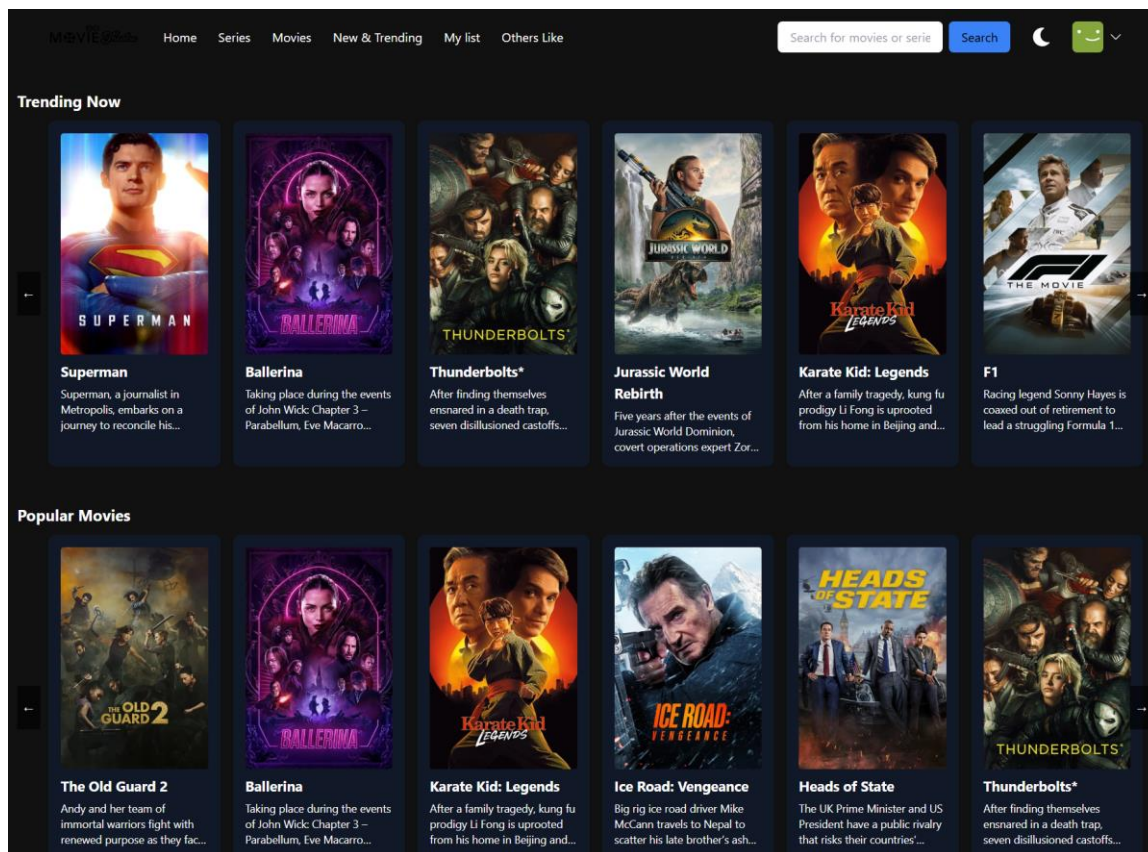 MOVIE
Home
Series
Movies
New & Trending
My list
Others Like
Search for movies or serie
Search
Trending Now
←
SUPERMAN
Superman
Superman, a journalist in
Metropolis, embarks on a
journey to reconcile his...
BALLERINA
Ballerina
Taking place during the events
of John Wick: Chapter 3 –
Parabellum, Eve Macarro...
THUNDERBOLTS*
Thunderbolts*
After finding themselves
ensnared in a death trap,
seven disillusioned castoffs...
JURASSIC WORLD
REBIRTH
Jurassic World
Rebirth
Five years after the events of
Jurassic World Dominion,
covert operations expert Zor...
Karate Kid
LEGENDS
Karate Kid: Legends
After a family tragedy, kung fu
prodigy Li Fong is uprooted
from his home in Beijing and...
F1
THE MOVIE
F1
Racing legend Sonny Hayes is
coaxed out of retirement to
lead a struggling Formula 1...
→
Popular Movies
←
THE OLD
GUARD 2
The Old Guard 2
Andy and her team of
immortal warriors fight with
renewed purpose as they fac...
BALLERINA
Ballerina
Taking place during the events
of John Wick: Chapter 3 –
Parabellum, Eve Macarro...
Karate Kid
LEGENDS
Karate Kid: Legends
After a family tragedy, kung fu
prodigy Li Fong is uprooted
from his home in Beijing and...
ICE ROAD:
VENGEANCE
Ice Road: Vengeance
Big rig ice road driver Mike
McCann travels to Nepal to
scatter his late brother's ash...
HEADS
OF STATE
Heads of State
The UK Prime Minister and US
President have a public rivalry
that risks their countries'...
THUNDERBOLTS*
Thunderbolts*
After finding themselves
ensnared in a death trap,
seven disillusioned castoffs...
→